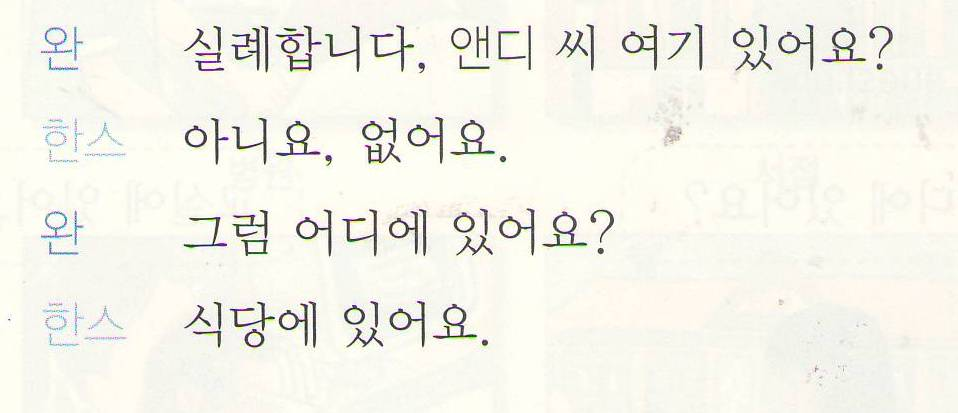 완 실례합니다, 앤디 씨 여기 있어요?
한스 아니요, 없어요.
완 그럼 어디에 있어요?
한스 식당에 있어요.